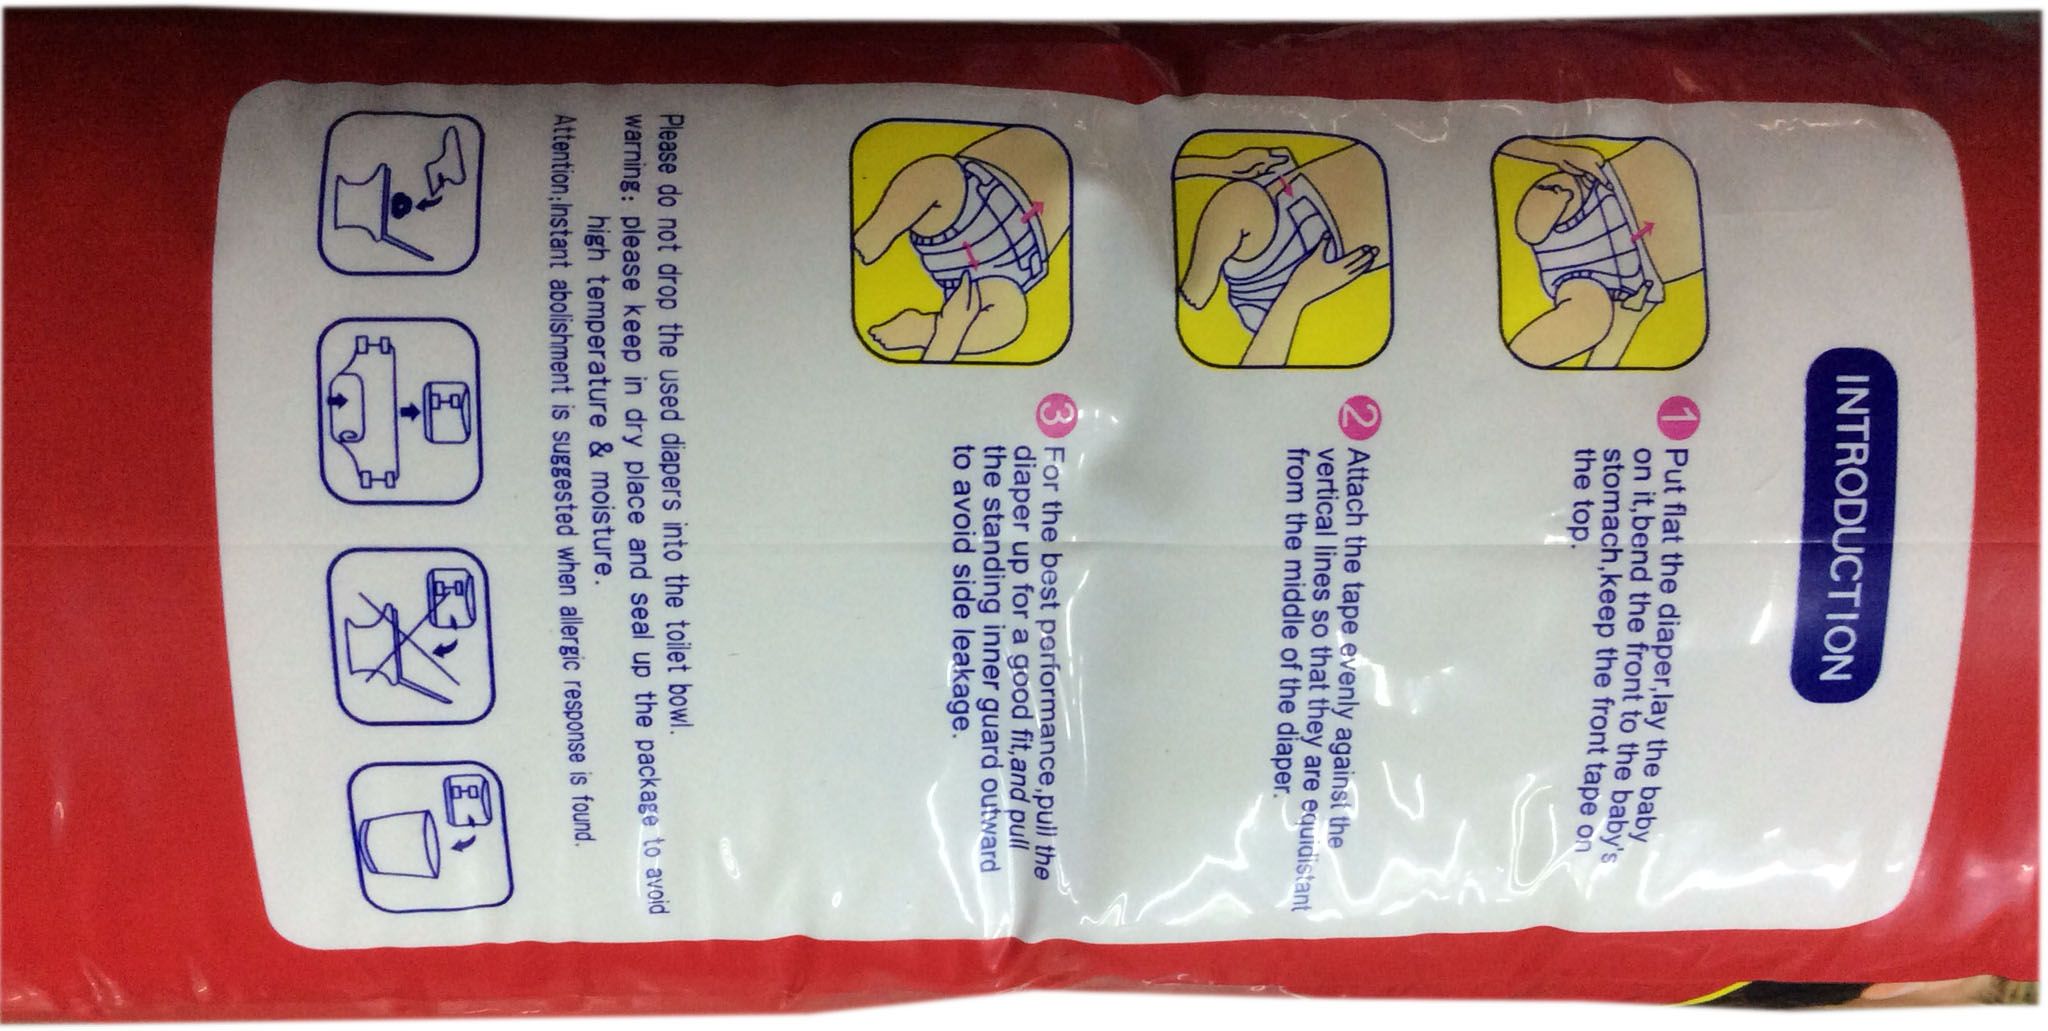 INTRODUCTION
1 Put flat the diaper,lay the baby
on it,bend the front to the baby's
stomach,keep the front tape on
the top.
2 Attach the tape evenly against the
vertical lines so that they are equidistant
from the middle of the diaper.
3 For the best performance,pull the
diaper up for a good fit,and pull
the standing inner guard outward
to avoid side leakage.
Please do not drop the used diapers into the toilet bowl.
warning: please keep in dry place and seal up the package to avoid
high temperature & moisture.
Attention;Instant abolishment is suggested when allergic response is found.